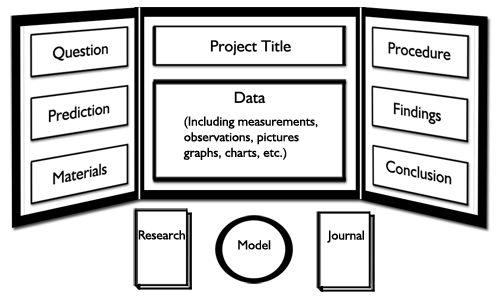 Question
Prediction
Materials
Project Title
Data
(Including measurements,
observations, pictures
graphs, charts, etc.)
Procedure
Findings
Conclusion
Research
Model
Journal